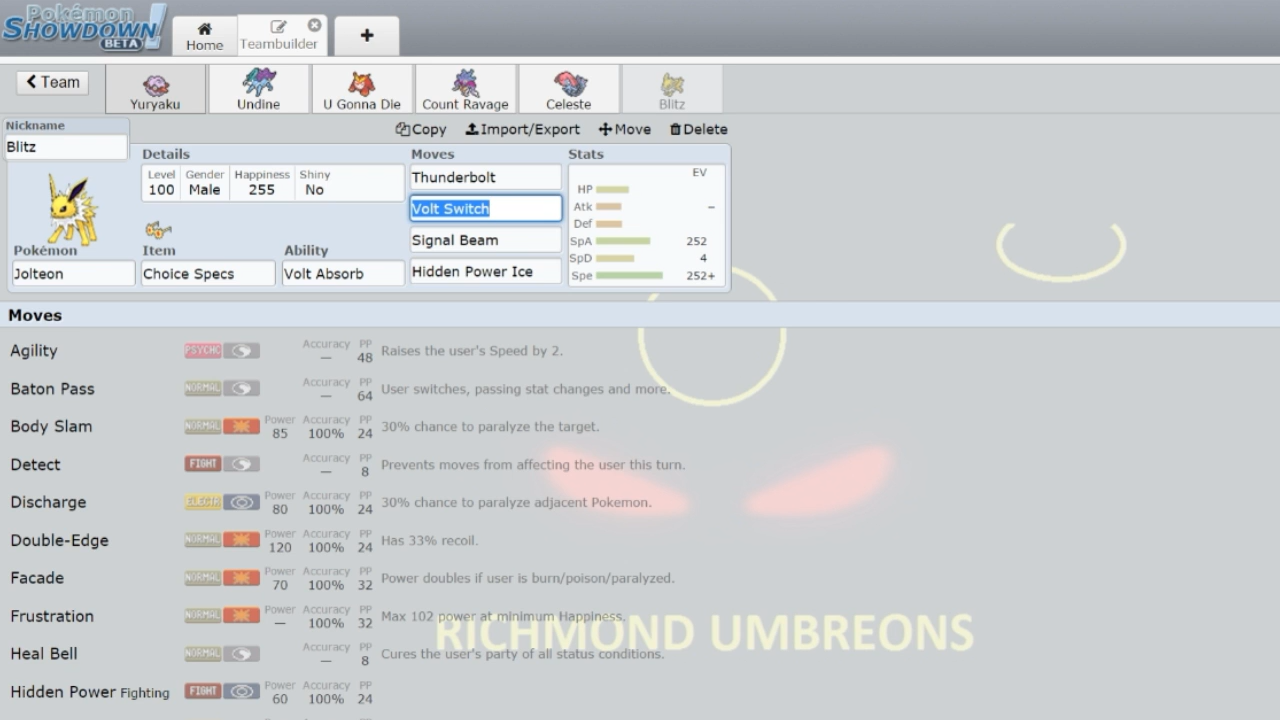 Pokémon
SHOWDOWN!
BETA
Home
Teambuilder
Team
Yuryaku
Undine
U Gonna Die
Count Ravage
Celeste
Blitz
Nickname
Blitz
Copy Import/Export Move Delete
Details
Level Gender Happiness Shiny
100 Male 255 No
Pokémon
Jolteon
Item
Choice Specs
Ability
Volt Absorb
Moves
Thunderbolt
Volt Switch
Signal Beam
Hidden Power Ice
Stats
EV
HP
Atk –
Def
SpA 252
SpD 4
Spe 252+
Moves
Agility PSYCHC Accuracy — PP 48 Raises the user's Speed by 2.
Baton Pass NORMAL Accuracy — PP 64 User switches, passing stat changes and more.
Body Slam NORMAL Power 85 Accuracy 100% PP 24 30% chance to paralyze the target.
Detect FIGHT Accuracy — PP 8 Prevents moves from affecting the user this turn.
Discharge ELECTR Power 80 Accuracy 100% PP 24 30% chance to paralyze adjacent Pokemon.
Double-Edge NORMAL Power 120 Accuracy 100% PP 24 Has 33% recoil.
Facade NORMAL Power 70 Accuracy 100% PP 32 Power doubles if user is burn/poison/paralyzed.
Frustration NORMAL Power — Accuracy 100% PP 32 Max 102 power at minimum Happiness.
Heal Bell NORMAL Accuracy — PP 8 Cures the user's party of all status conditions.
Hidden Power Fighting FIGHT Power 60 Accuracy 100% PP 24
RICHMOND UMBREONS